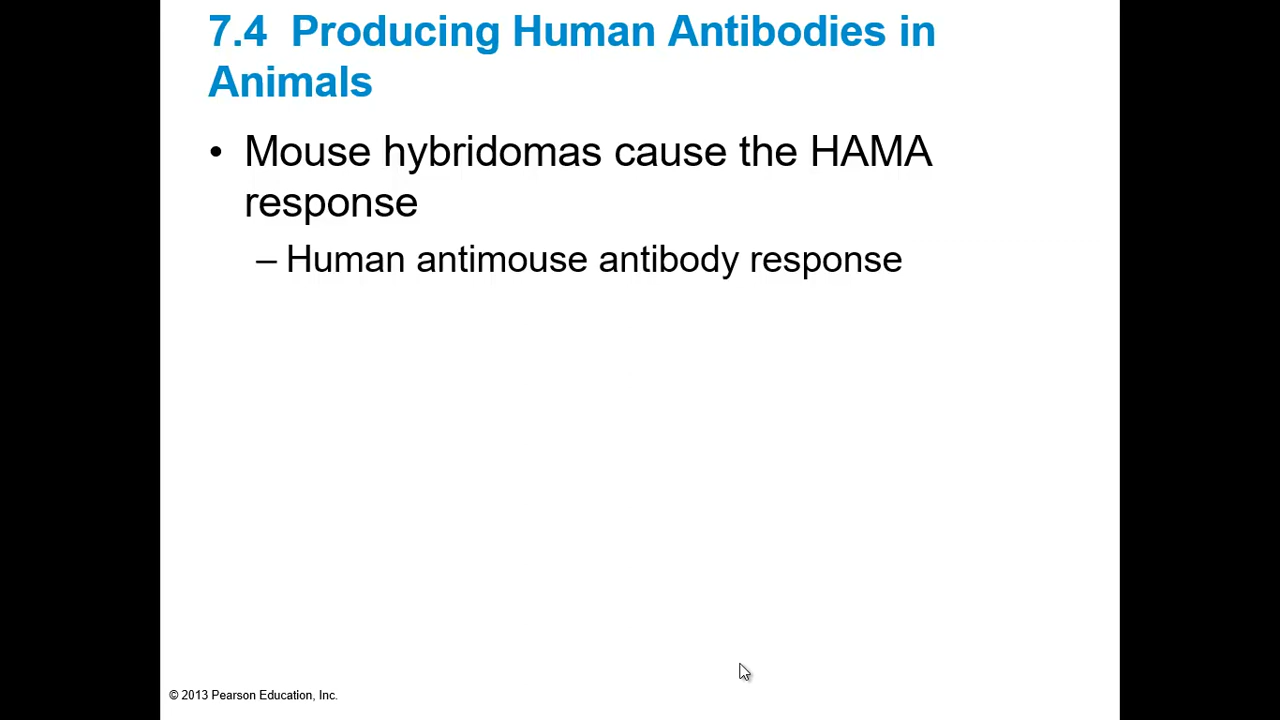 7.4 Producing Human Antibodies in
Animals
• Mouse hybridomas cause the HAMA
response
– Human antimouse antibody response
© 2013 Pearson Education, Inc.